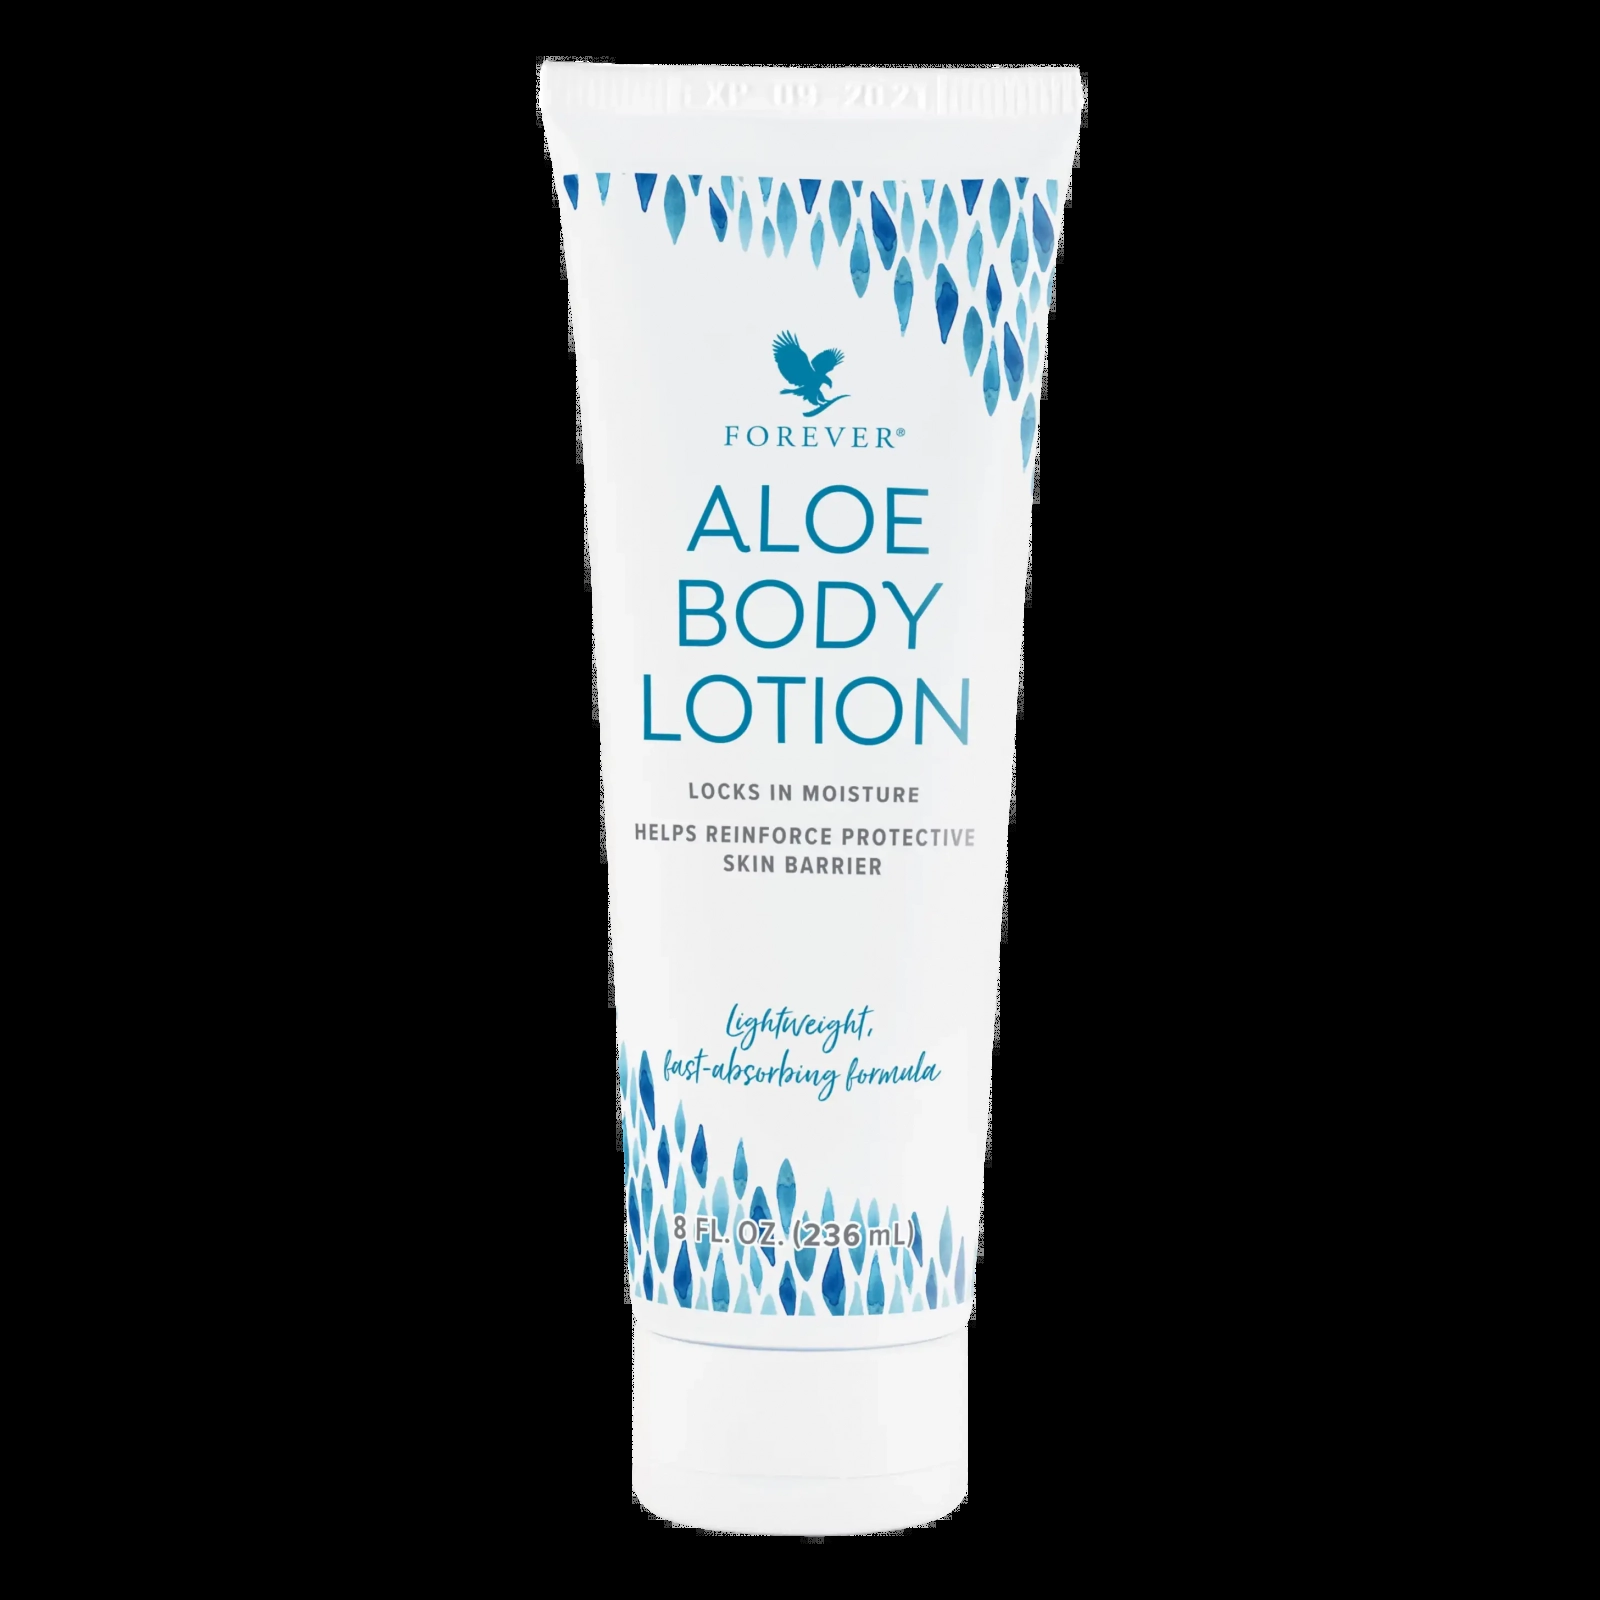 EXP 09-2021
FOREVER®
ALOE
BODY
LOTION
LOCKS IN MOISTURE
HELPS REINFORCE PROTECTIVE
SKIN BARRIER
Lightweight,
fast-absorbing formula
8 FL. OZ. (236 mL)